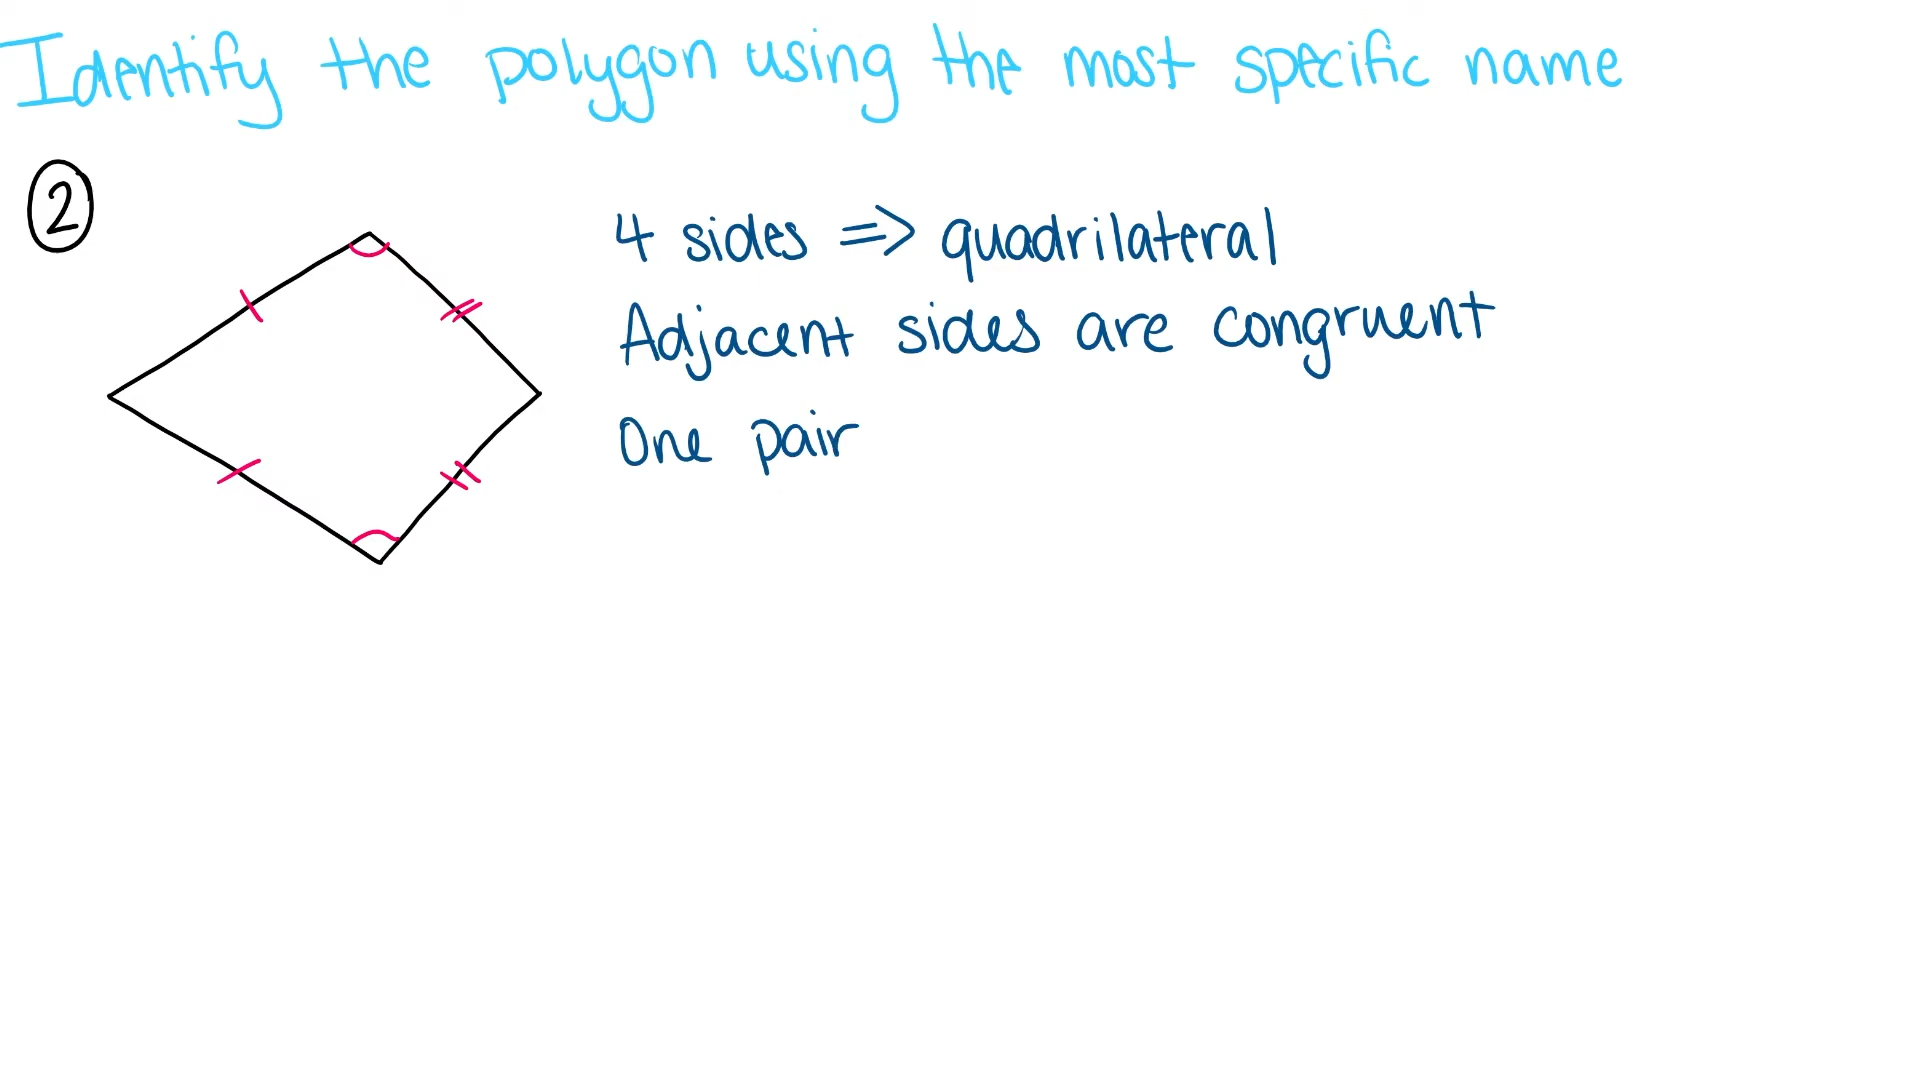 Identify the polygon using the most specific name
2
4 sides => quadrilateral
Adjacent sides are congruent
One pair